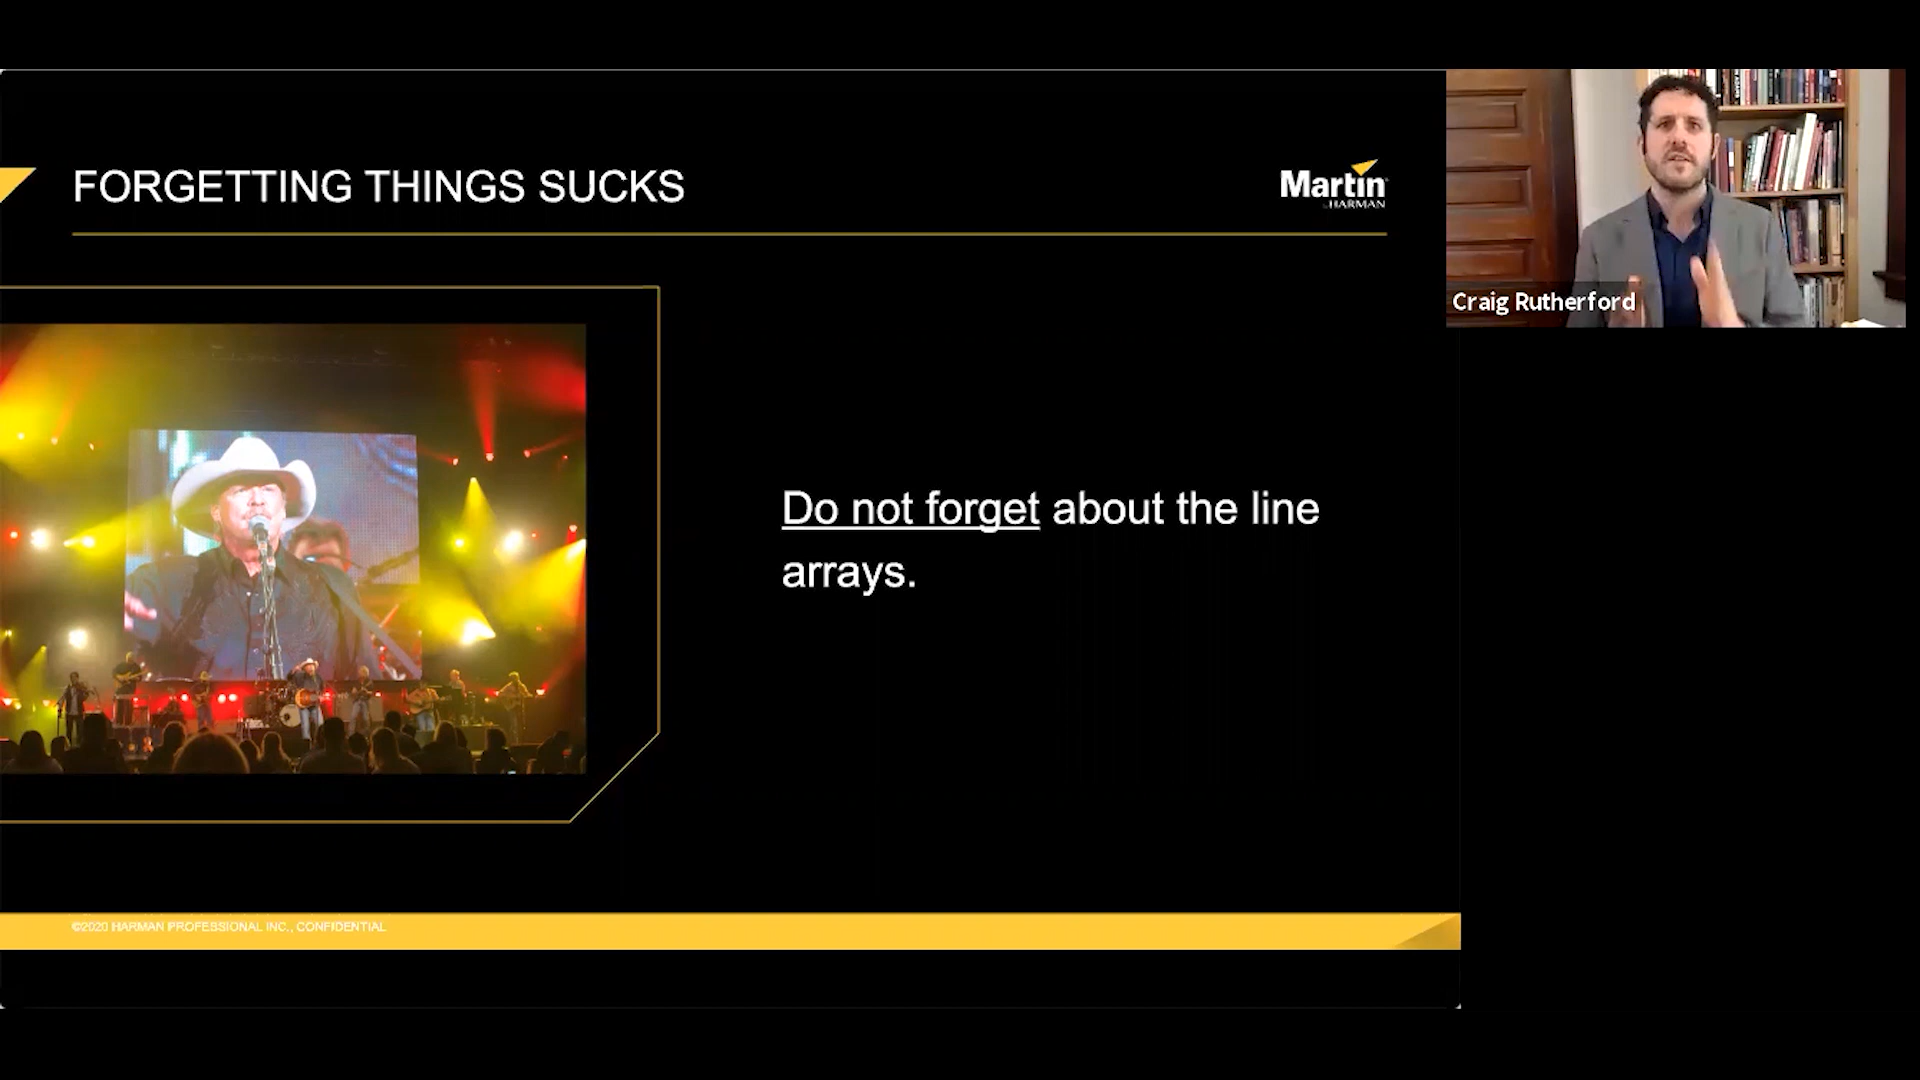 FORGETTING THINGS SUCKS
Martin
by HARMAN
Craig Rutherford
Do not forget about the line
arrays.
©2020 HARMAN PROFESSIONAL INC., CONFIDENTIAL